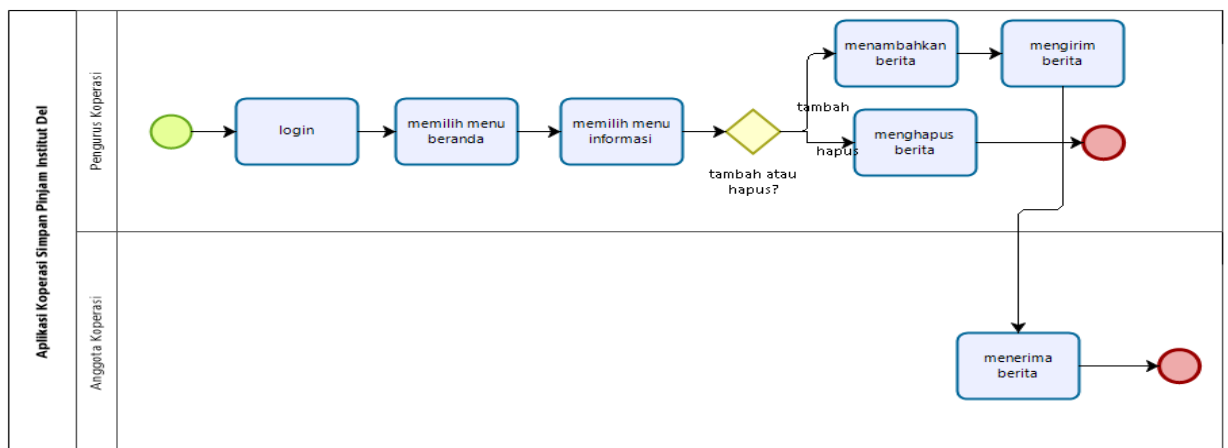 Aplikasi Koperasi Simpan Pinjam Institut Del
Pengurus Koperasi
login
memilih menu
beranda
memilih menu
informasi
tambah atau
hapus?
tambah
hapus
menambahkan
berita
mengirim
berita
menghapus
berita
Anggota Koperasi
menerima
berita